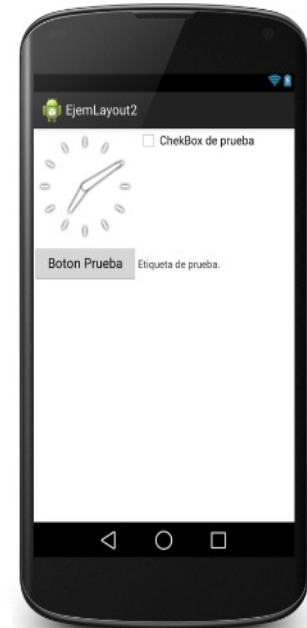 EjemLayout2
ChekBox de prueba
Boton Prueba
Etiqueta de prueba.